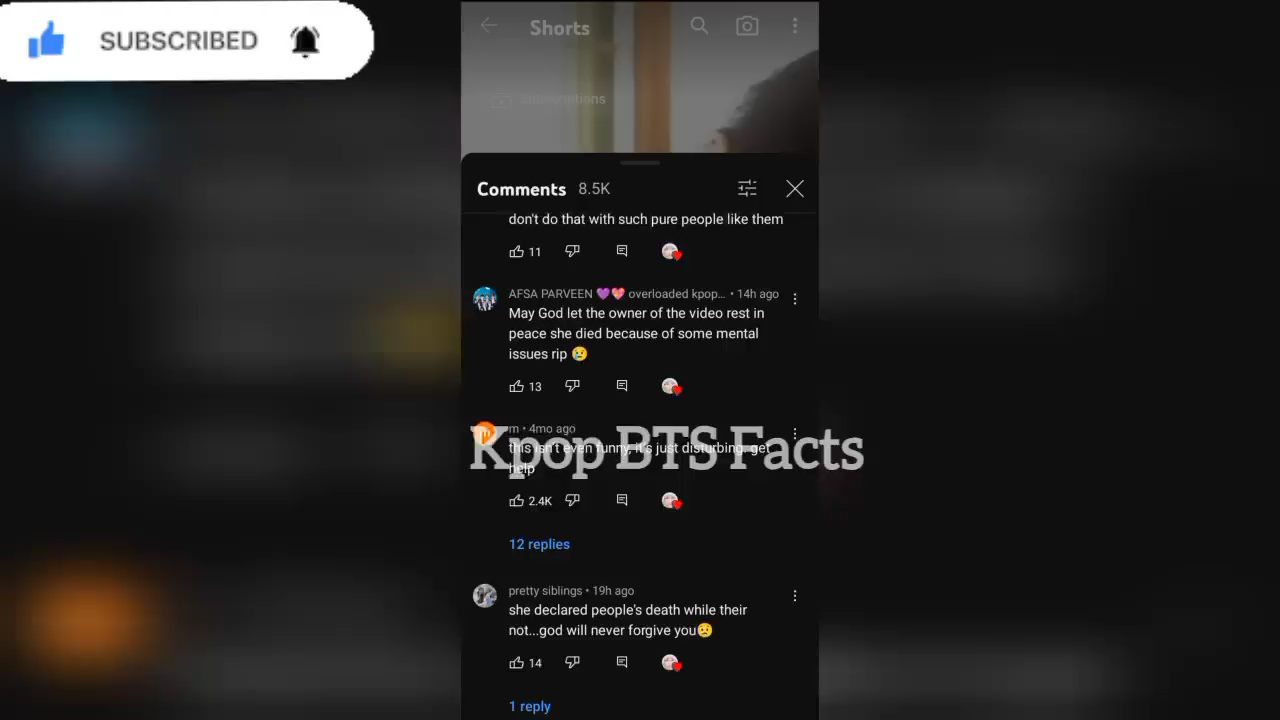 SUBSCRIBED
Shorts
Subscriptions
Comments 8.5K
don't do that with such pure people like them
11
AFSA PARVEEN 💜💖 overloaded kpop... • 14h ago
May God let the owner of the video rest in
peace she died because of some mental
issues rip 😢
13
m • 4mo ago
this isn't even funny, it's just disturbing. get
help
Kpop BTS Facts
2.4K
12 replies
pretty siblings • 19h ago
she declared people's death while their
not...god will never forgive you😟
14
1 reply